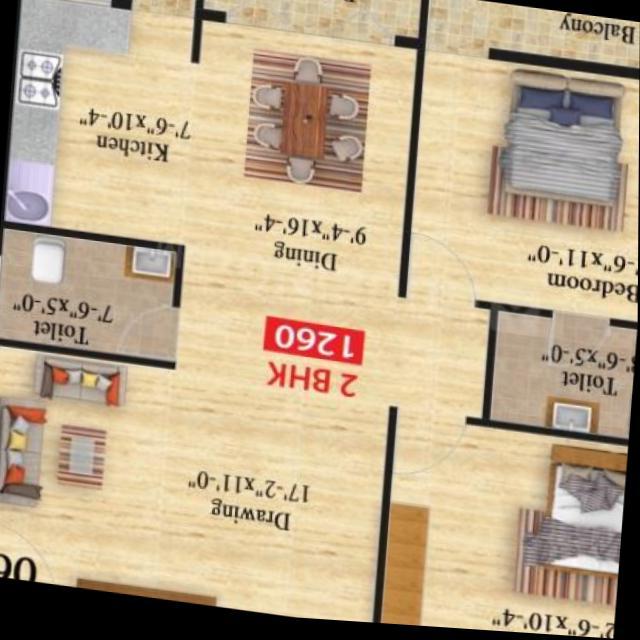 Drawing
17'-2"x11'-0"
2 BHK
1260
Toilet
7'-6"x5'-0"
Toilet
-6"x5'-0"
Dining
9'-4"x16'-4"
Bedroom
-6"x11'-0"
Kitchen
7'-6"x10'-4"
Balcony
2'-6"x10'-4"